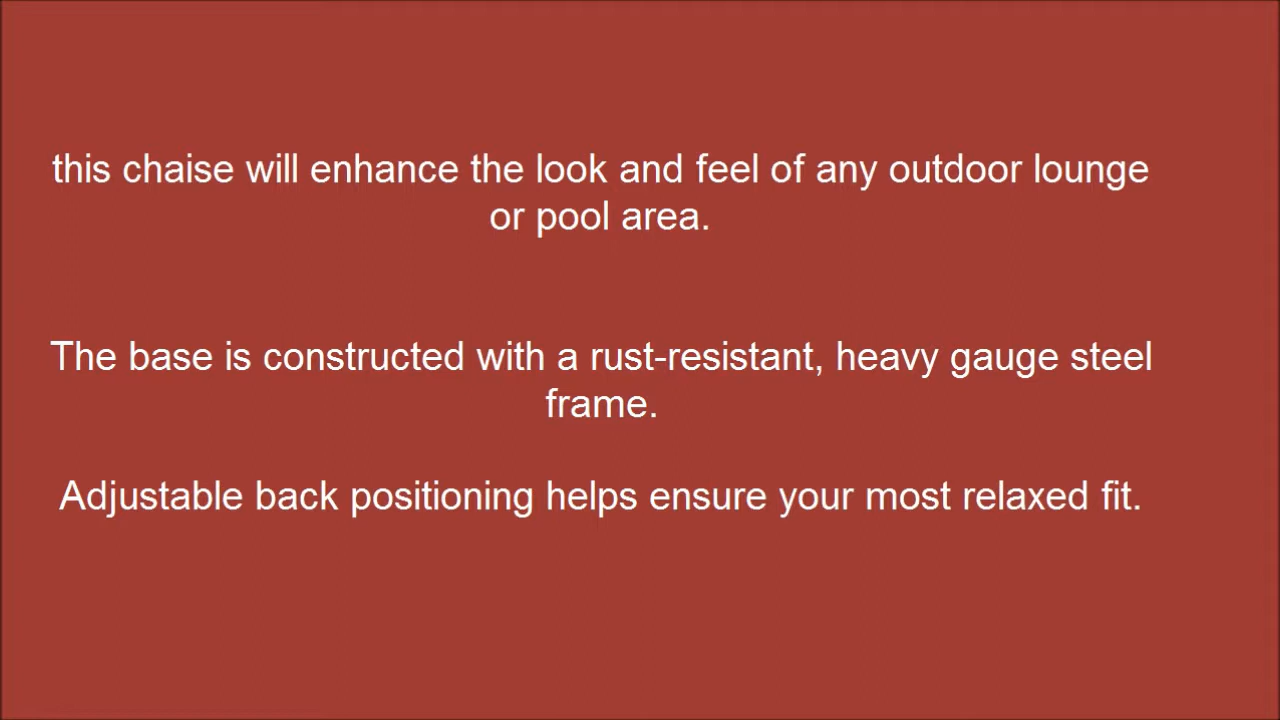 this chaise will enhance the look and feel of any outdoor lounge
or pool area.
The base is constructed with a rust-resistant, heavy gauge steel
frame.
Adjustable back positioning helps ensure your most relaxed fit.